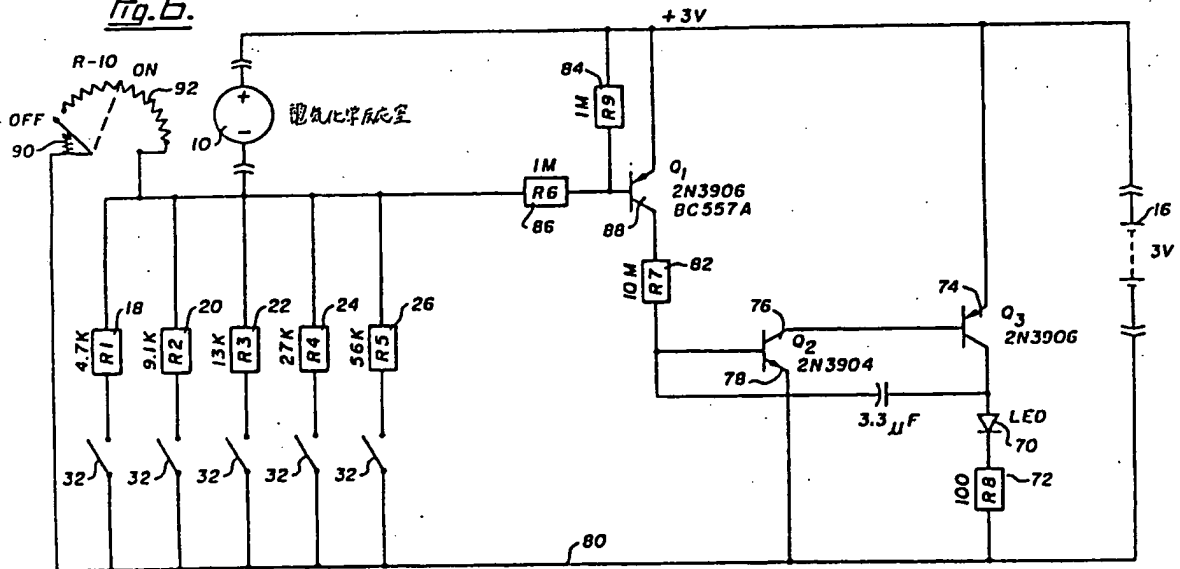 Fig.6.
+3V
R-10
ON
92
OFF
90
10
+
-
電気化学反応室
84
1M
R9
1M
R6
86
Q1
2N3906
BC557A
88
16
3V
10M
R7
82
18
20
22
24
26
4.7K
R1
9.1K
R2
13K
R3
27K
R4
56K
R5
76
Q2
2N3904
78
74
Q3
2N3906
3.3μF
LED
70
32
32
32
32
32
100
R8
72
80